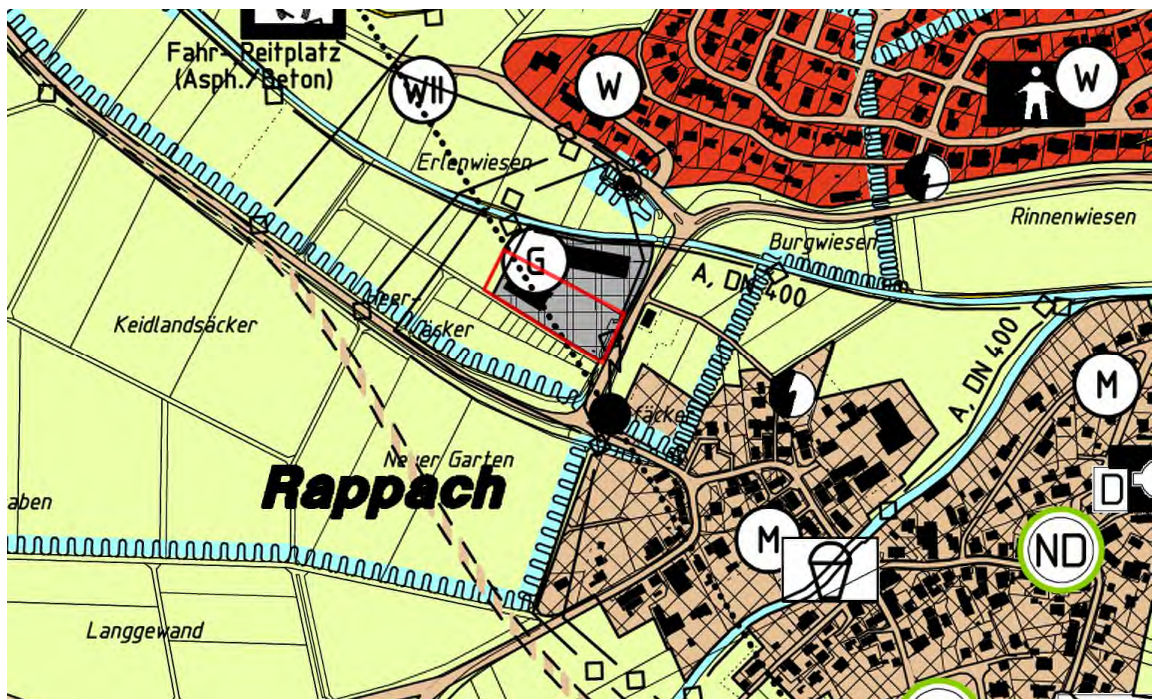 Fahr- Reitplatz
(Asph./Beton)
WII
W
W
Erlenwiesen
Rinnenwiesen
Burgwiesen
G
A, DN 400
Keidlandsäcker
Heer-
äcker
A, DN 400
M
Neuer Garten
Rappach
aben
D
M
ND
Langgewand